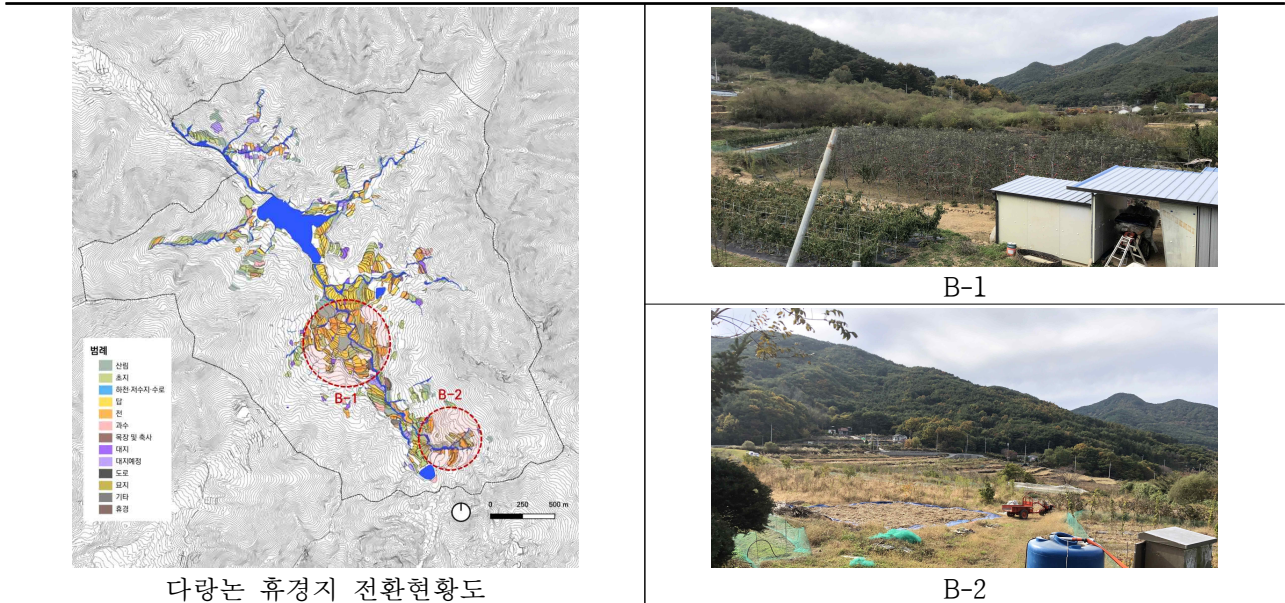 범례
산림
초지
하천·저수지·수로
답
전
과수
목장 및 축사
대지
대지예정
도로
묘지
기타
휴경
B-1
B-2
0 250 500 m
다랑논 휴경지 전환현황도
B-1
B-2